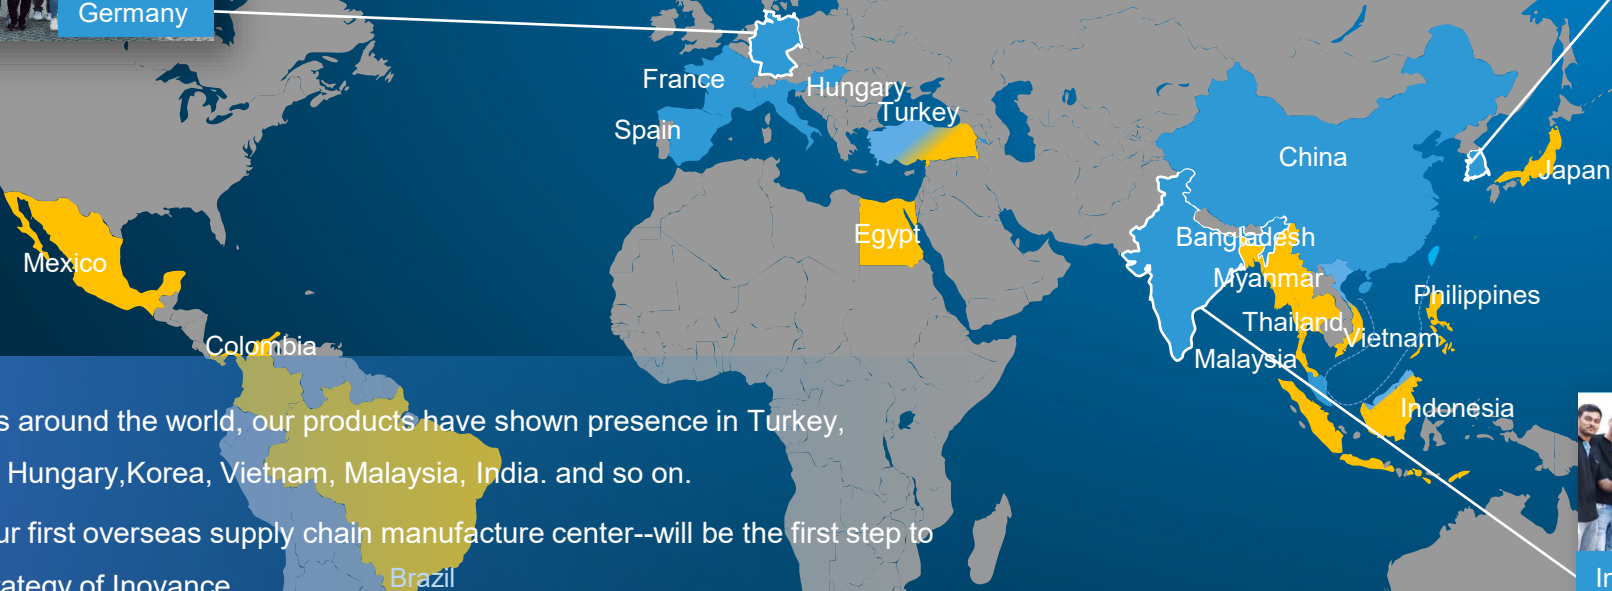 Germany
France
Hungary
Turkey
Spain
China
Japan
Egypt
Bangladesh
Mexico
Myanmar
Philippines
Thailand
Vietnam
Colombia
Malaysia
Indonesia
around the world, our products have shown presence in Turkey,
Hungary,Korea, Vietnam, Malaysia, India. and so on.
first overseas supply chain manufacture center--will be the first step to
of Inovance
Brazil